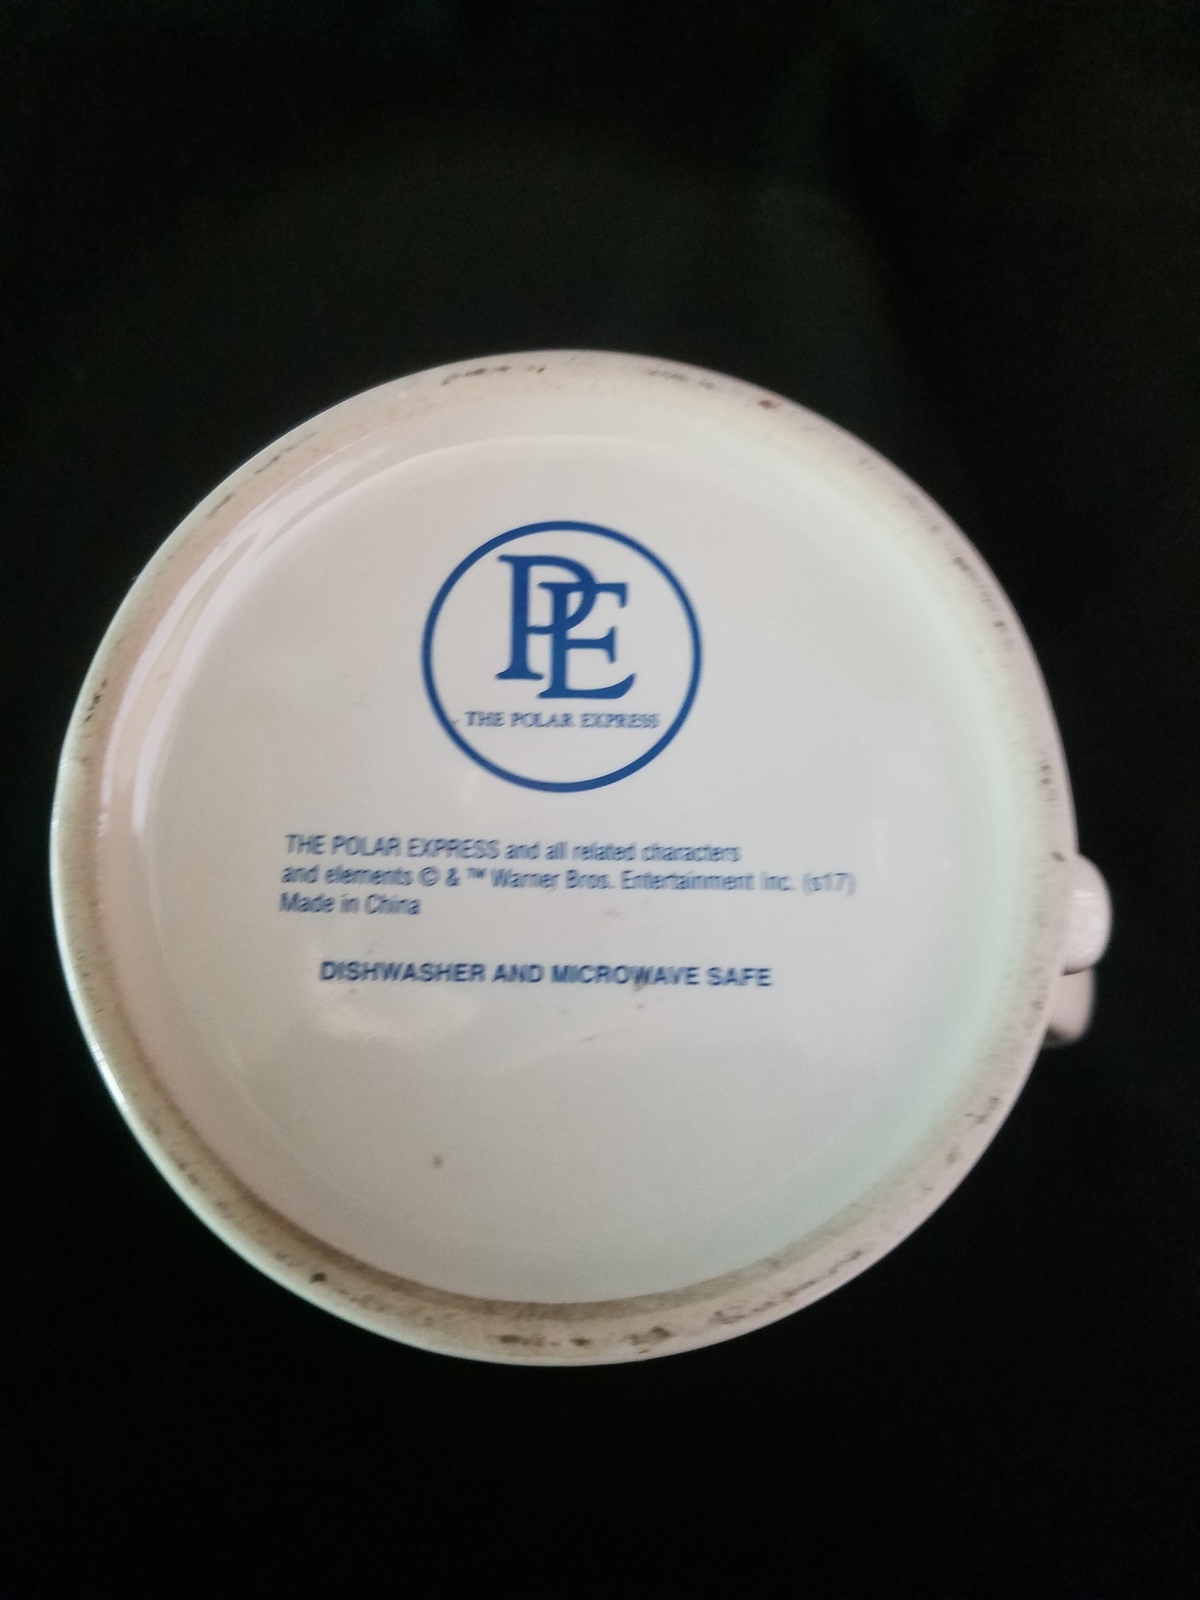 PE
THE POLAR EXPRESS
THE POLAR EXPRESS and all related characters
and elements © & ™ Warner Bros. Entertainment Inc. (s17)
Made in China
DISHWASHER AND MICROWAVE SAFE